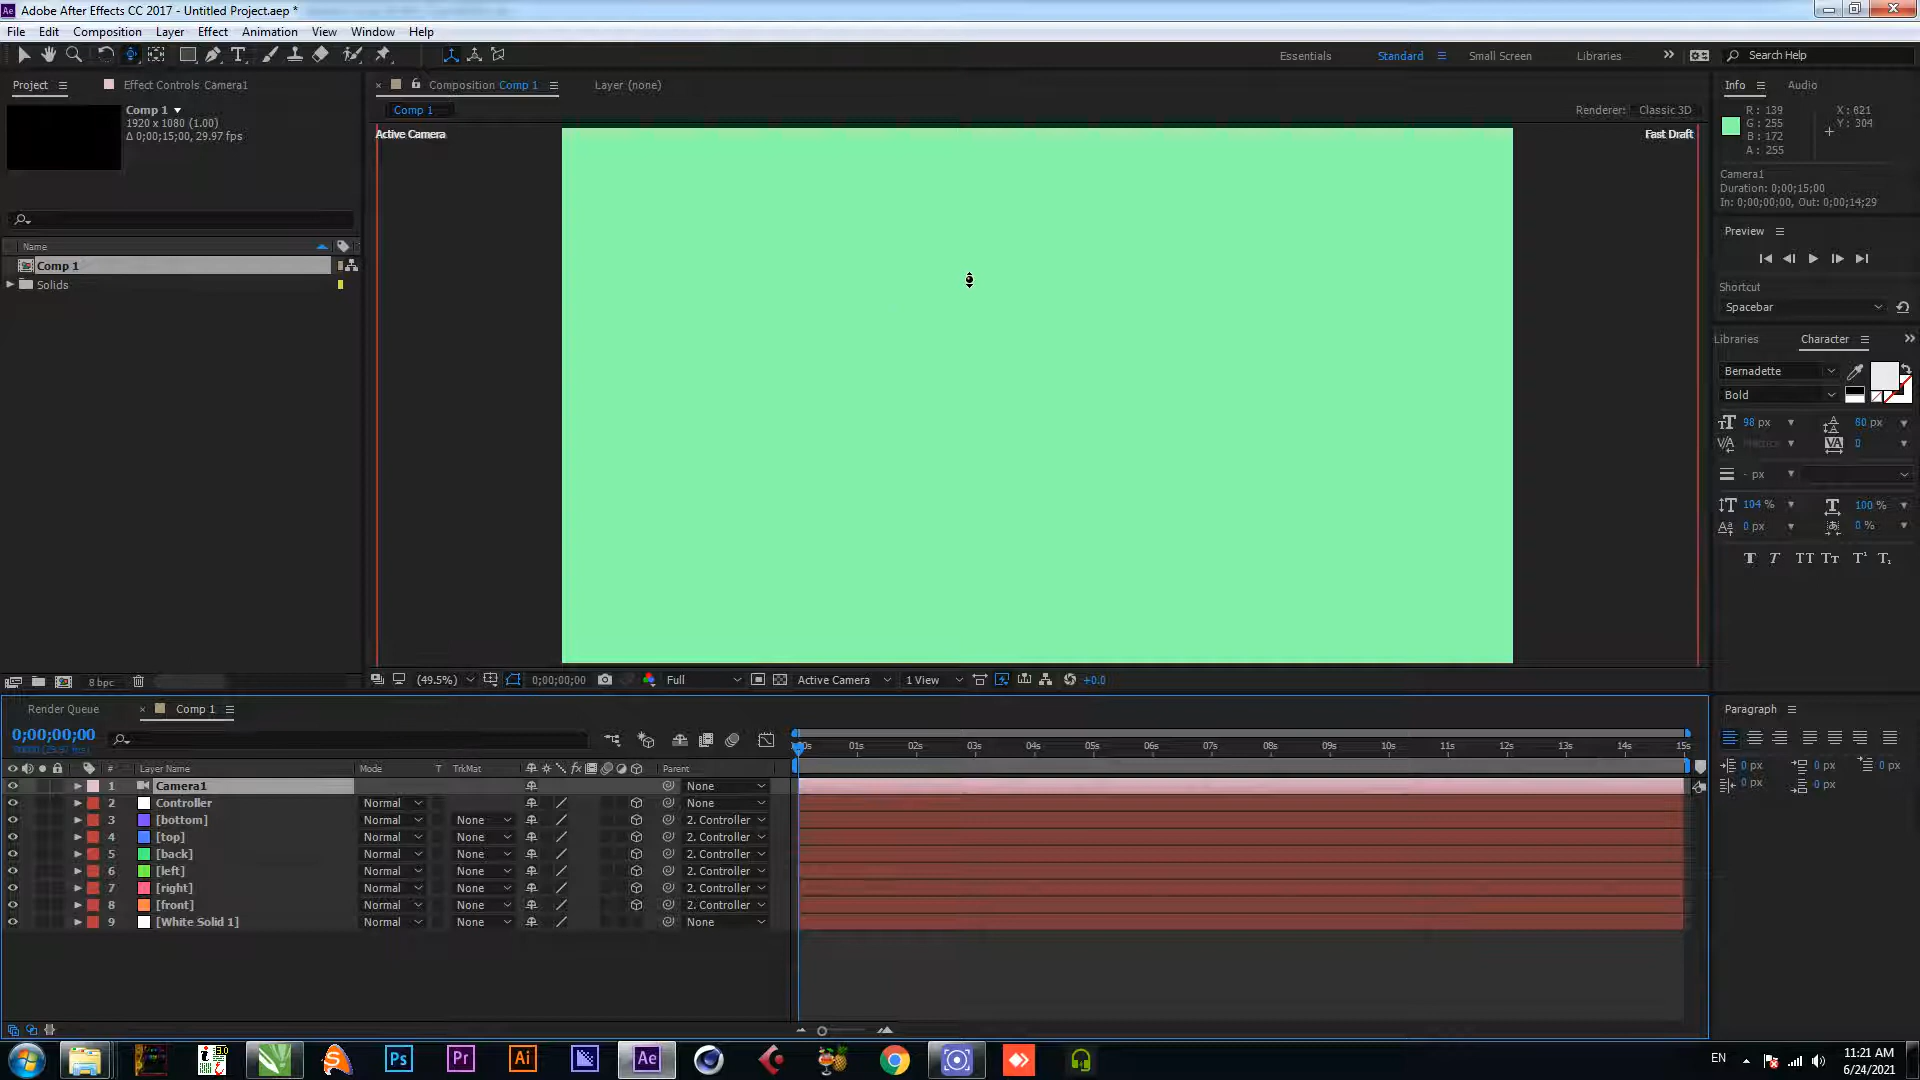 Adobe After Effects CC 2017 - Untitled Project.aep *
File Edit Composition Layer Effect Animation View Window Help
Essentials Standard Small Screen Libraries Search Help
Project Effect Controls Camera1
Comp 1
1920 x 1080 (1.00)
Δ 0;00;15;00, 29.97 fps
Name
Comp 1
Solids
8 bpc
Composition Comp 1 Layer (none)
Comp 1 Renderer: Classic 3D
Active Camera Fast Draft
(49.5%) 0;00;00;00 Full Active Camera 1 View +0.0
Info Audio
R : 139 X : 621
G : 255 Y : 304
B : 172
A : 255
Camera1
Duration: 0;00;15;00
In: 0;00;00;00, Out: 0;00;14;29
Preview
Shortcut
Spacebar
Libraries Character
Bernadette
Bold
98 px 80 px
Metrics 0
- px
104 % 100 %
0 px 0 %
Paragraph
0 px 0 px 0 px
0 px 0 px
Render Queue Comp 1
0;00;00;00
00s 01s 02s 03s 04s 05s 06s 07s 08s 09s 10s 11s 12s 13s 14s 15s
# Layer Name Mode T TrkMat Parent
1 Camera1 None
2 Controller Normal None
3 [bottom] Normal None 2. Controller
4 [top] Normal None 2. Controller
5 [back] Normal None 2. Controller
6 [left] Normal None 2. Controller
7 [right] Normal None 2. Controller
8 [front] Normal None 2. Controller
9 [White Solid 1] Normal None None
Ps Pr Ai Ae
EN 11:21 AM
6/24/2021